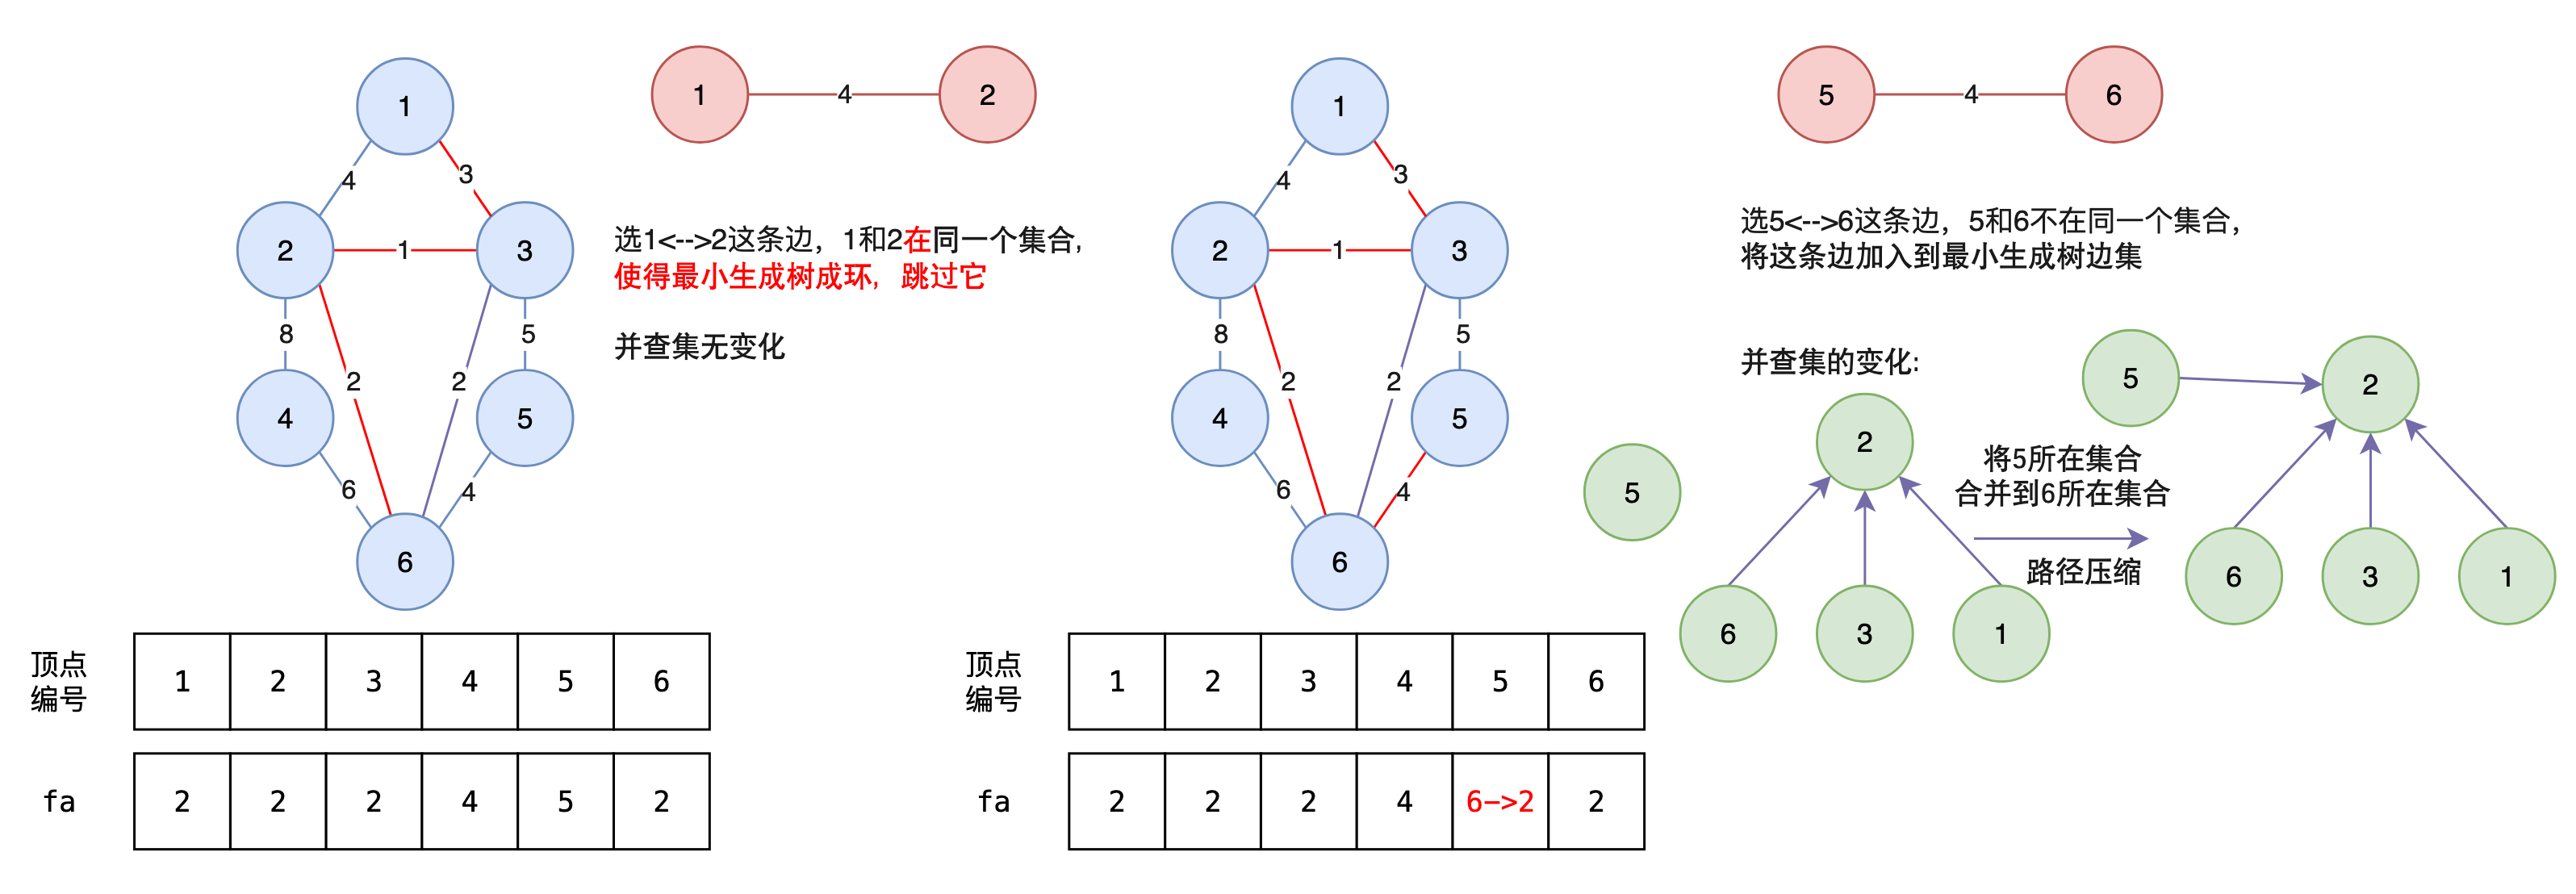 1
4
3
2
1
3
8
5
2
2
4
5
6
4
6
1 4 2
选1<-->2这条边，1和2在同一个集合，
使得最小生成树成环，跳过它
并查集无变化
顶点
编号
1 2 3 4 5 6
fa
2 2 2 4 5 2
1
4
3
2
1
3
8
5
2
2
4
5
6
4
6
5 4 6
选5<-->6这条边，5和6不在同一个集合，
将这条边加入到最小生成树边集
并查集的变化:
5
2
6
3
1
将5所在集合
合并到6所在集合
路径压缩
5
2
6
3
1
顶点
编号
1 2 3 4 5 6
fa
2 2 2 4 6->2 2